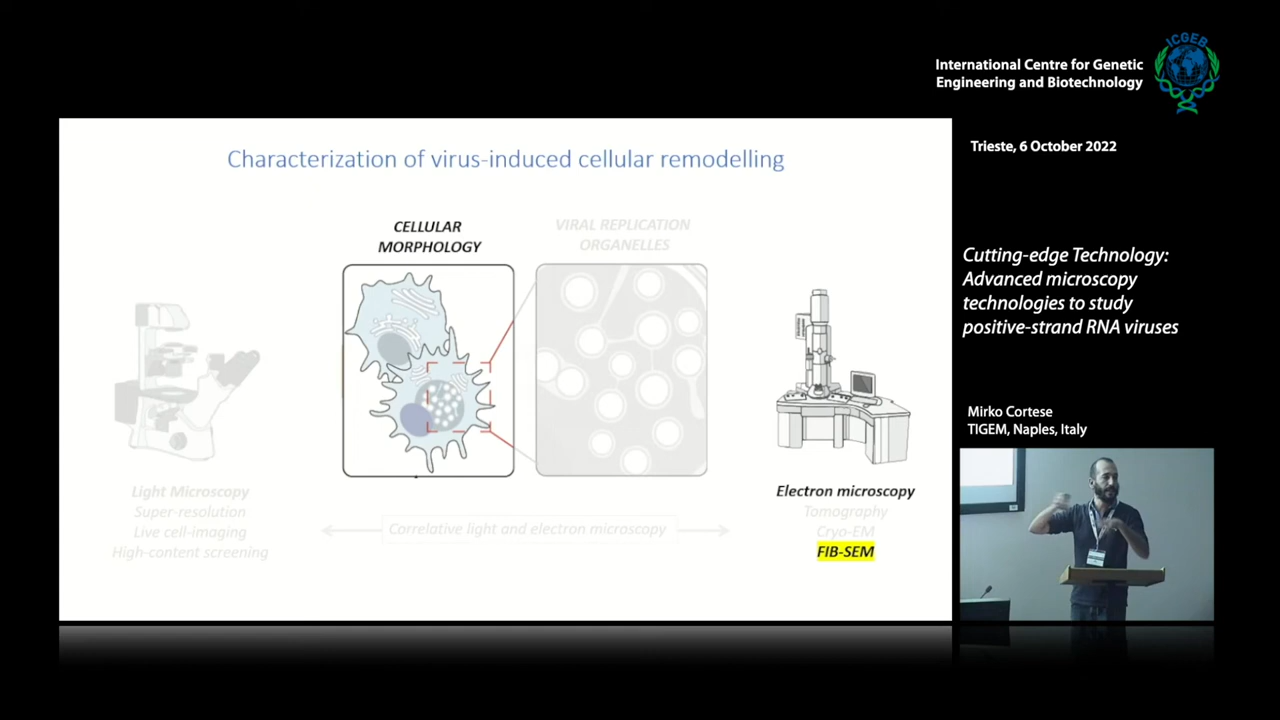 ICGEB
International Centre for Genetic
Engineering and Biotechnology
Trieste, 6 October 2022
Characterization of virus-induced cellular remodelling
CELLULAR
MORPHOLOGY
VIRAL REPLICATION
ORGANELLES
Light Microscopy
Super-resolution
Live cell-imaging
High-content screening
Correlative light and electron microscopy
Electron microscopy
Tomography
Cryo-EM
FIB-SEM
Cutting-edge Technology:
Advanced microscopy
technologies to study
positive-strand RNA viruses
Mirko Cortese
TIGEM, Naples, Italy